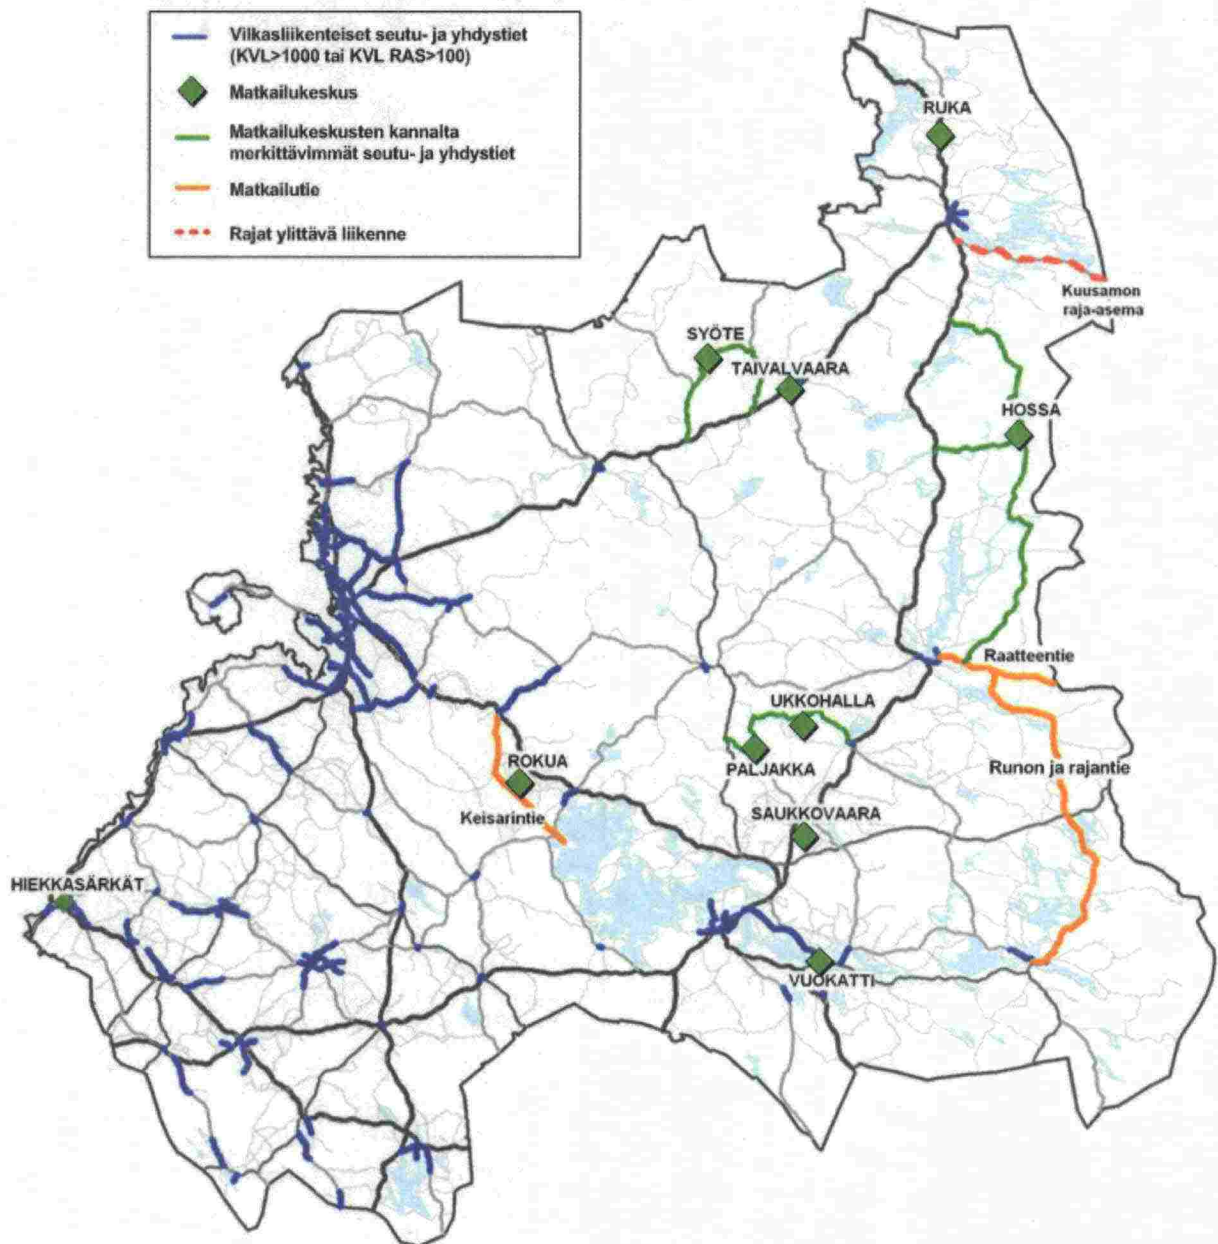 Vilkasliikenteiset seutu- ja yhdystiet
(KVL>1000 tai KVL RAS>100)
Matkailukeskus
Matkailukeskusten kannalta
merkittävimmät seutu- ja yhdystiet
Matkailutie
Rajat ylittävä liikenne
RUKA
Kuusamon
raja-asema
SYÖTE
TAIVALVAARA
HOSSA
Raatteentie
UKKOHALLA
PALJAKKA
ROKUA
Runon ja rajantie
Keisarintie
SAUKKOVAARA
HIEKKASÄRKÄT
VUOKATTI